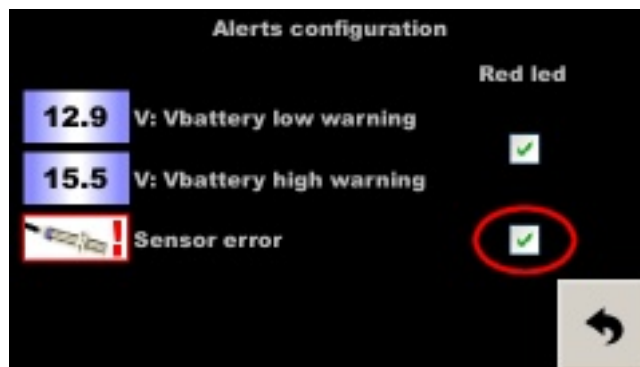 Alerts configuration
Red led
12.9 V: Vbattery low warning
15.5 V: Vbattery high warning
! Sensor error